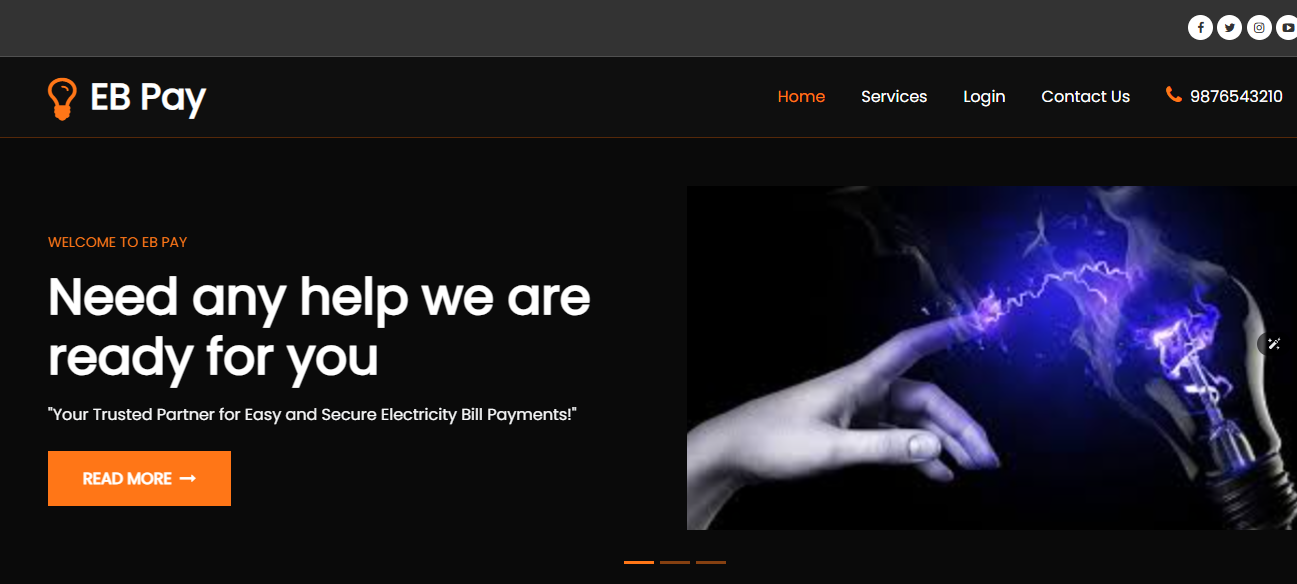 EB Pay
Home Services Login Contact Us 9876543210
WELCOME TO EB PAY
Need any help we are
ready for you
"Your Trusted Partner for Easy and Secure Electricity Bill Payments!"
READ MORE